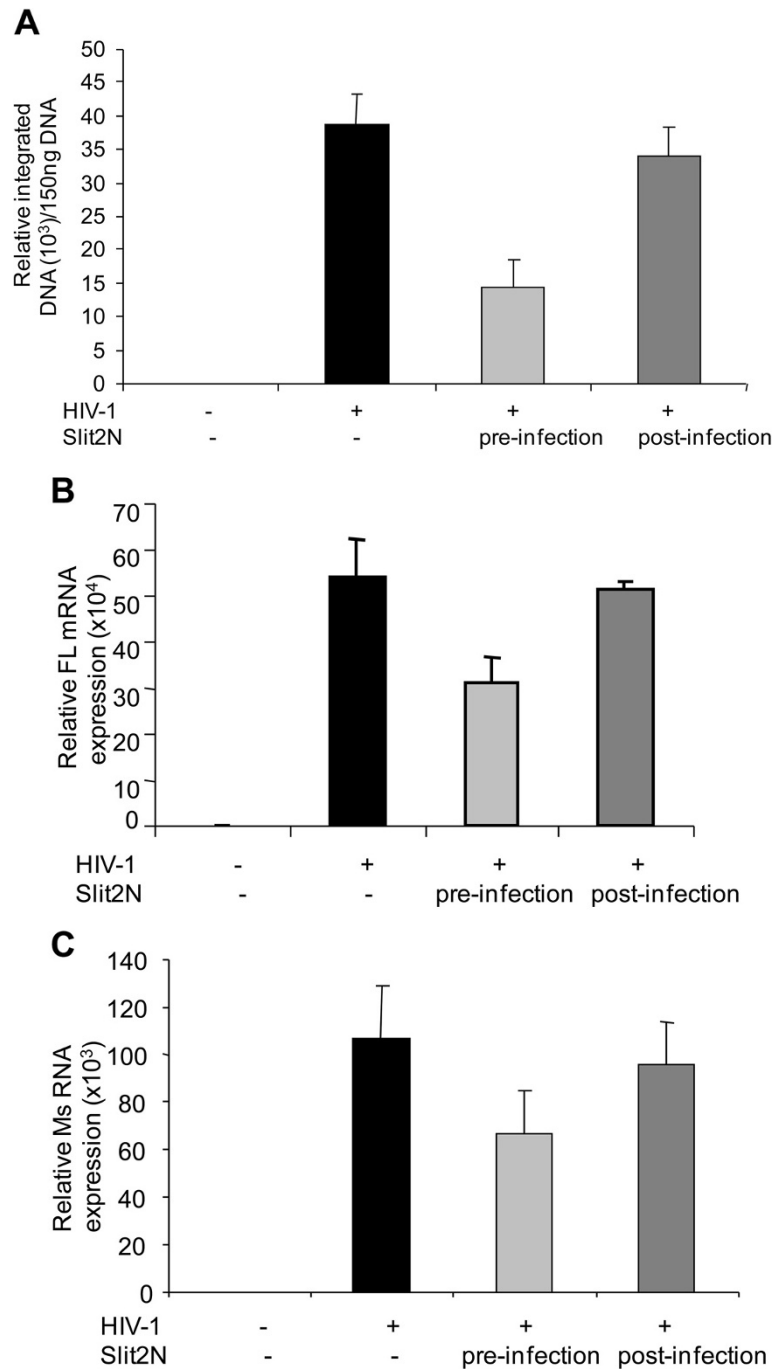 A
Relative integrated
DNA (10³)/150ng DNA
50
45
40
35
30
25
20
15
10
5
0
HIV-1 - + + +
Slit2N - - pre-infection post-infection
B
Relative FL mRNA
expression (x10⁴)
70
60
50
40
30
20
10
0
HIV-1 - + + +
Slit2N - - pre-infection post-infection
C
Relative Ms RNA
expression (x10³)
140
120
100
80
60
40
20
0
HIV-1 - + + +
Slit2N - - pre-infection post-infection